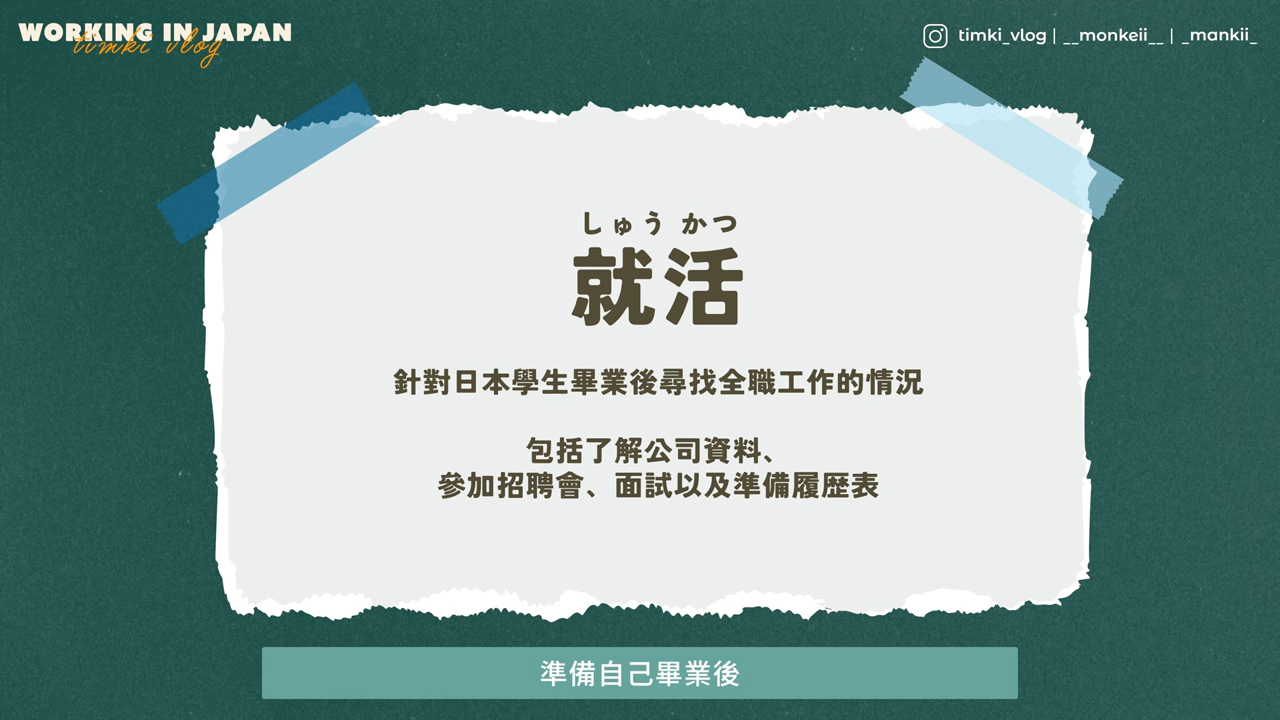 WORKING IN JAPAN
timki vlog
timki_vlog | __monkeii__ | _mankii_
しゅう かつ
就活
針對日本學生畢業後尋找全職工作的情況
包括了解公司資料、
參加招聘會、面試以及準備履歴表
準備自己畢業後